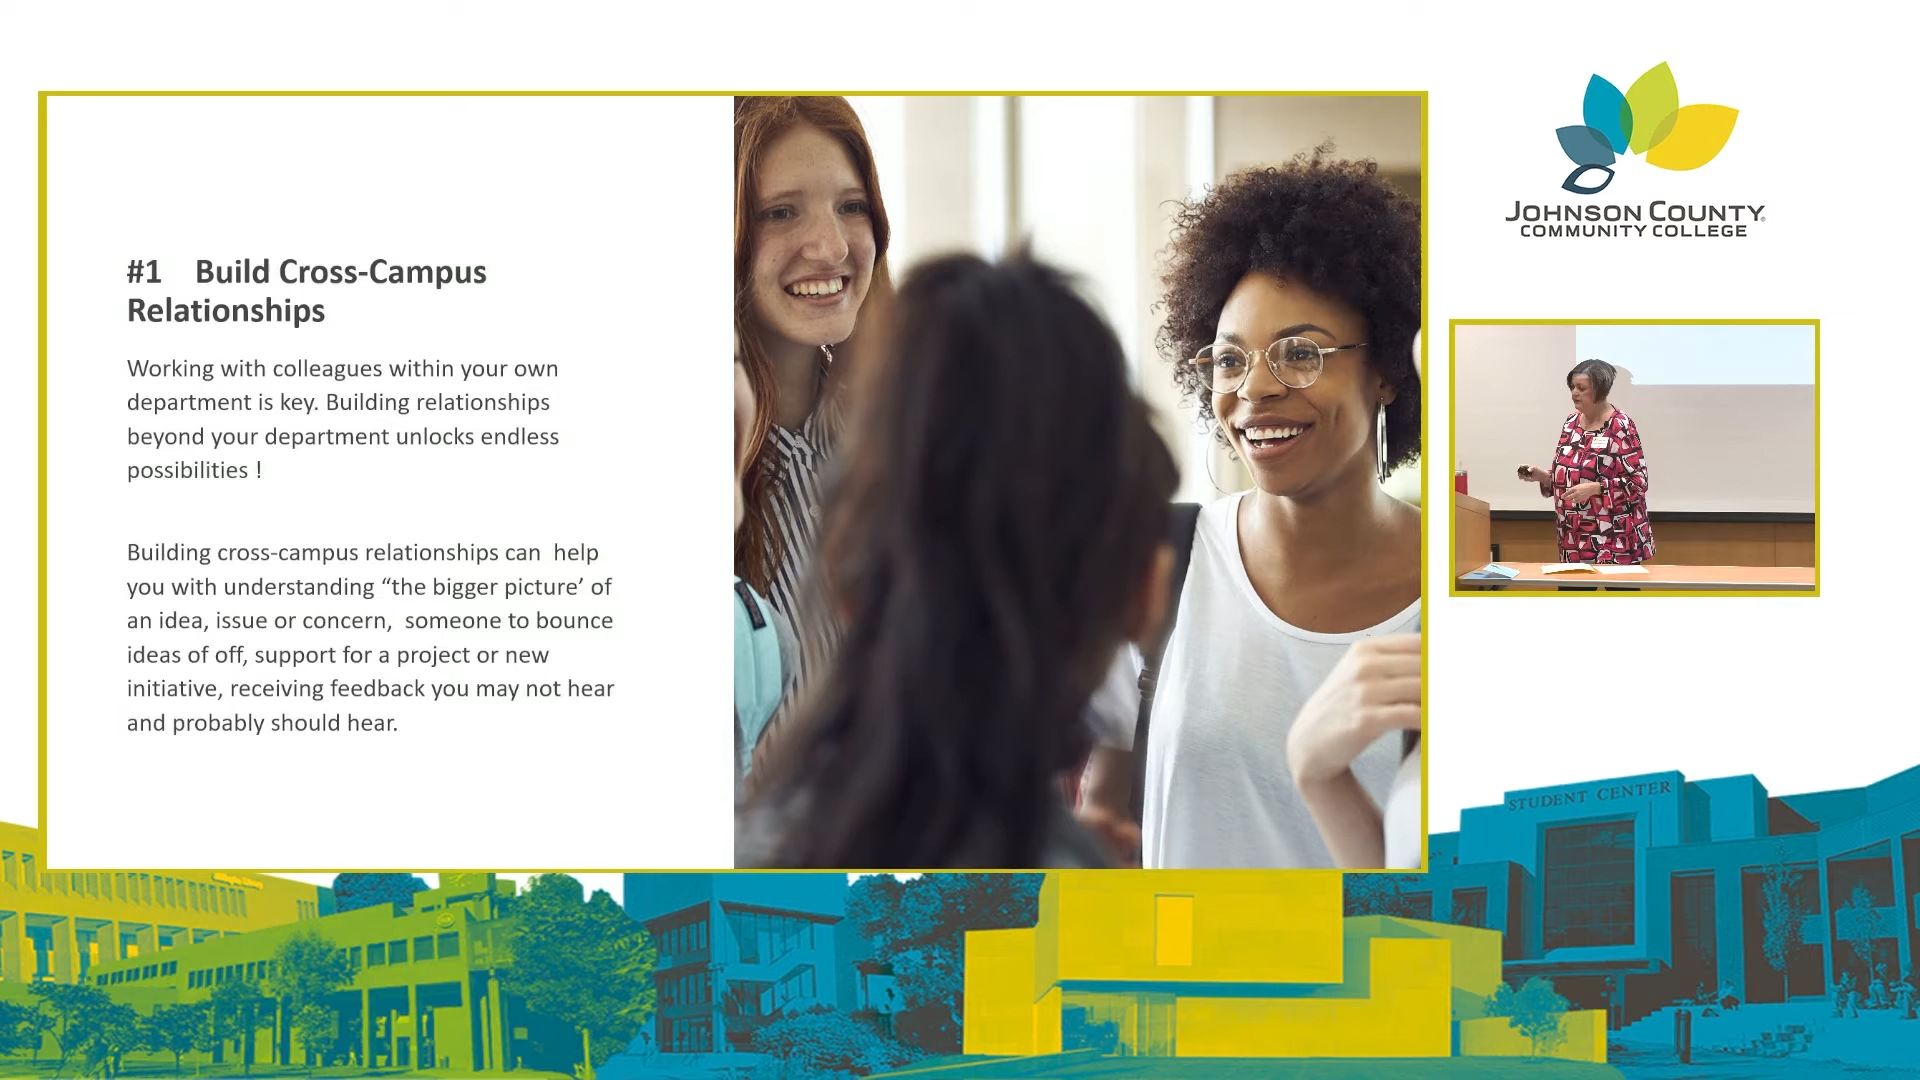 #1    Build Cross-Campus
Relationships
Working with colleagues within your own
department is key. Building relationships
beyond your department unlocks endless
possibilities !
Building cross-campus relationships can  help
you with understanding “the bigger picture’ of
an idea, issue or concern,  someone to bounce
ideas of off, support for a project or new
initiative, receiving feedback you may not hear
and probably should hear.
JOHNSON COUNTY®
COMMUNITY COLLEGE
STUDENT CENTER